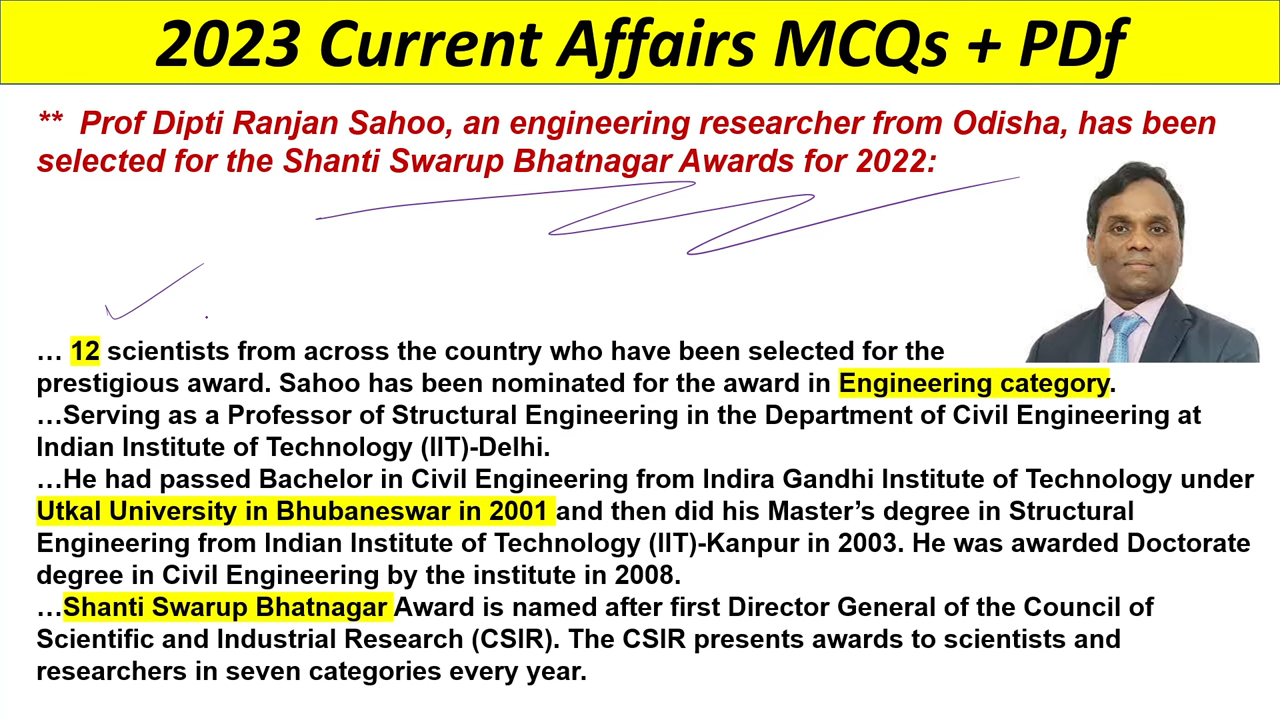 2023 Current Affairs MCQs + PDf
** Prof Dipti Ranjan Sahoo, an engineering researcher from Odisha, has been
selected for the Shanti Swarup Bhatnagar Awards for 2022:
… 12 scientists from across the country who have been selected for the
prestigious award. Sahoo has been nominated for the award in Engineering category.
…Serving as a Professor of Structural Engineering in the Department of Civil Engineering at
Indian Institute of Technology (IIT)-Delhi.
…He had passed Bachelor in Civil Engineering from Indira Gandhi Institute of Technology under
Utkal University in Bhubaneswar in 2001 and then did his Master’s degree in Structural
Engineering from Indian Institute of Technology (IIT)-Kanpur in 2003. He was awarded Doctorate
degree in Civil Engineering by the institute in 2008.
…Shanti Swarup Bhatnagar Award is named after first Director General of the Council of
Scientific and Industrial Research (CSIR). The CSIR presents awards to scientists and
researchers in seven categories every year.